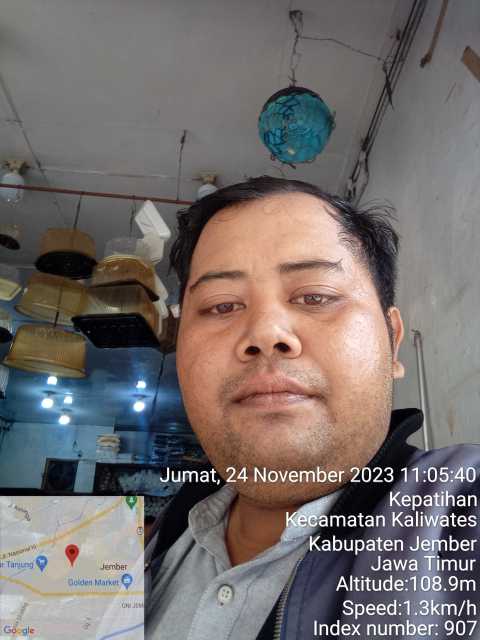 Jumat, 24 November 2023 11:05:40
Kepatihan
Kecamatan Kaliwates
Kabupaten Jember
Jawa Timur
Altitude:108.9m
Speed:1.3km/h
Index number: 907
Tanjung
Jember
Golden Market
Google